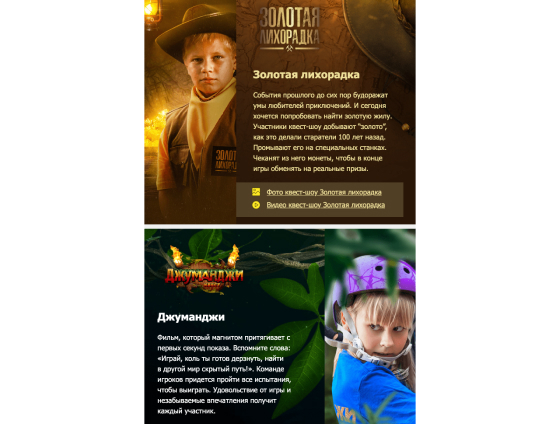 ЗОЛОТАЯ
ЛИХОРАДКА
Золотая лихорадка
События прошлого до сих пор будоражат
умы любителей приключений. И сегодня
хочется попробовать найти золотую жилу.
Участники квест-шоу добывают "золото",
как это делали старатели 100 лет назад.
Промывают его на специальных станках.
Чеканят из него монеты, чтобы в конце
игры обменять на реальные призы.
ЗОЛОТАЯ
ЛИХОРАДКА
Фото квест-шоу Золотая лихорадка
Видео квест-шоу Золотая лихорадка
ДЖУМАНДЖИ
Джуманджи
Фильм, который магнитом притягивает с
первых секунд показа. Вспомните слова:
«Играй, коль ты готов дерзнуть, найти
в другой мир скрытый путь!». Команде
игроков придется пройти все испытания,
чтобы выиграть. Удовольствие от игры и
незабываемые впечатления получит
каждый участник.